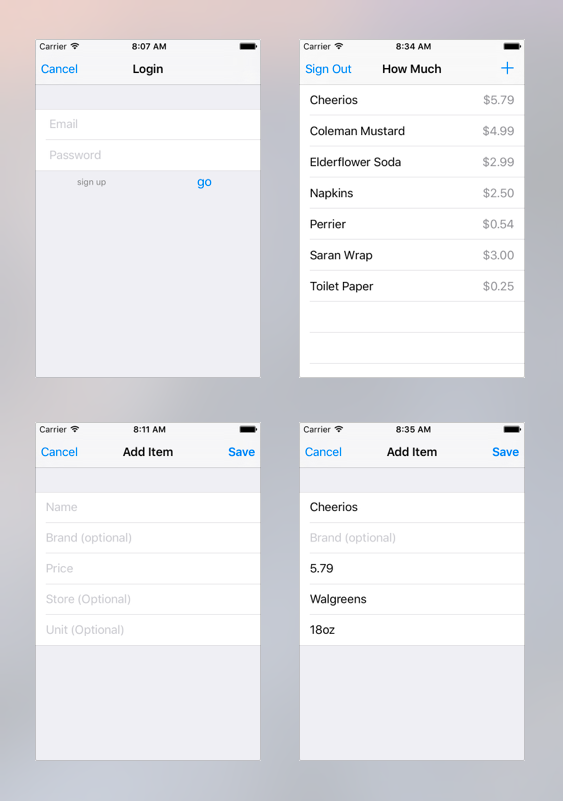 Carrier 8:07 AM
Cancel Login
Email
Password
sign up go
Carrier 8:34 AM
Sign Out How Much +
Cheerios $5.79
Coleman Mustard $4.99
Elderflower Soda $2.99
Napkins $2.50
Perrier $0.54
Saran Wrap $3.00
Toilet Paper $0.25
Carrier 8:11 AM
Cancel Add Item Save
Name
Brand (optional)
Price
Store (Optional)
Unit (Optional)
Carrier 8:35 AM
Cancel Add Item Save
Cheerios
Brand (optional)
5.79
Walgreens
18oz